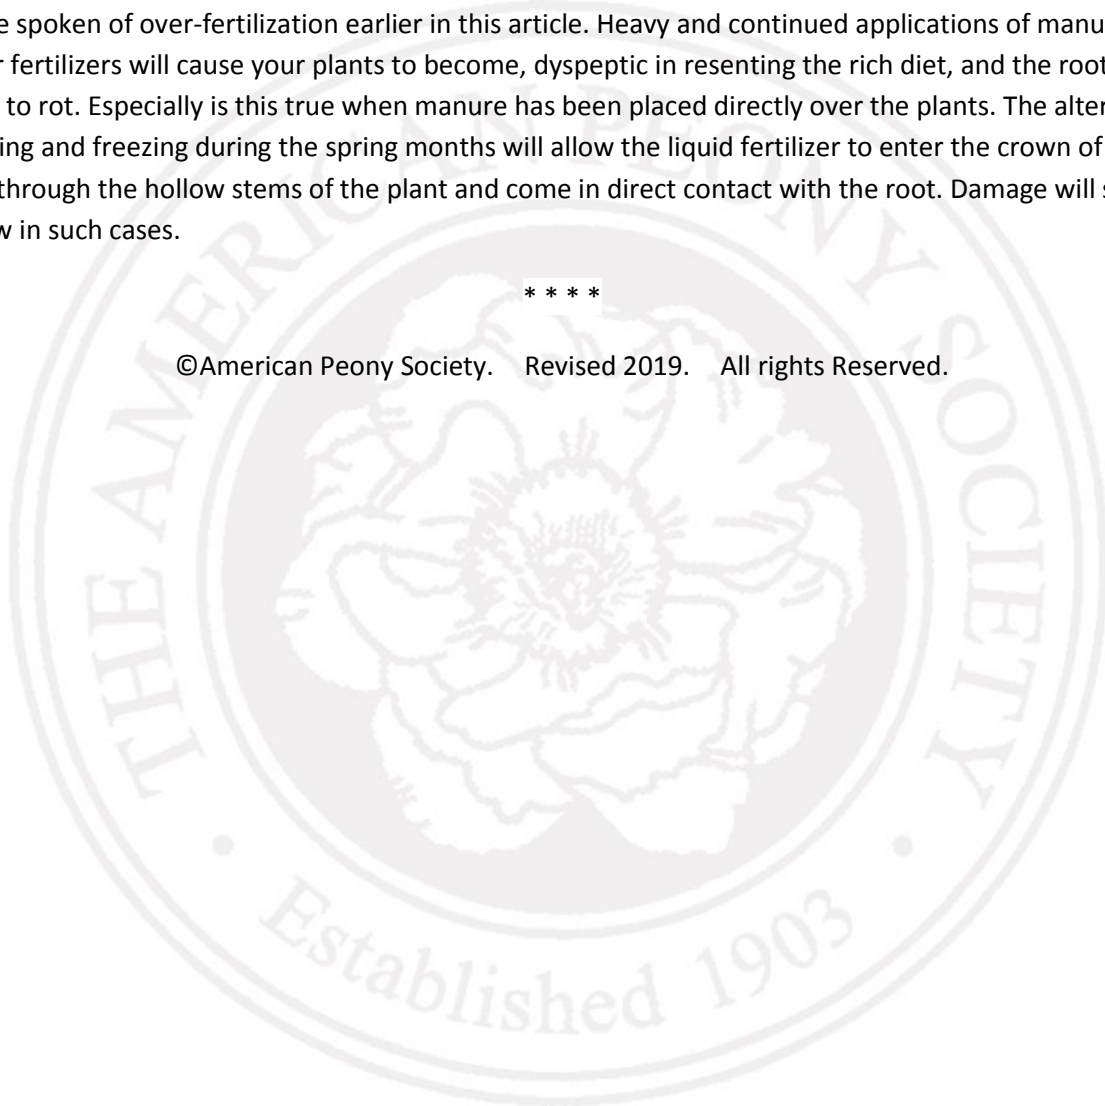 e spoken of over-fertilization earlier in this article. Heavy and continued applications of manu
r fertilizers will cause your plants to become, dyspeptic in resenting the rich diet, and the root
to rot. Especially is this true when manure has been placed directly over the plants. The alter
ing and freezing during the spring months will allow the liquid fertilizer to enter the crown of
through the hollow stems of the plant and come in direct contact with the root. Damage will s
w in such cases.
* * * *
©American Peony Society. Revised 2019. All rights Reserved.
THE AMERICAN PEONY SOCIETY
• Established 1903 •